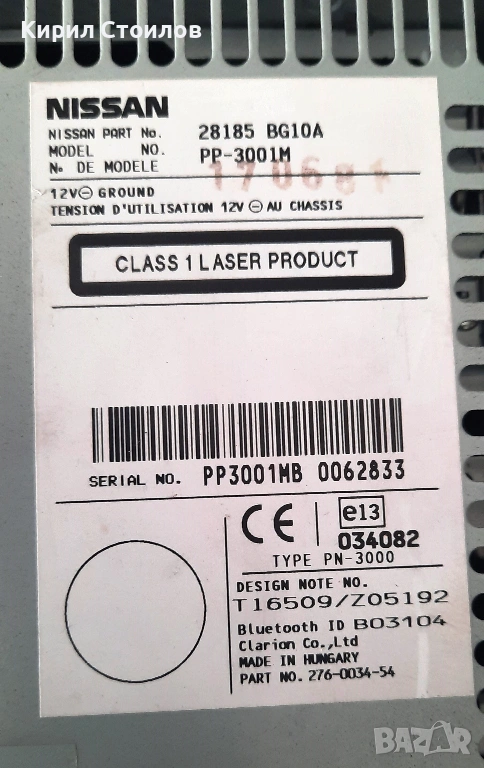 Кирил Стоилов
NISSAN
NISSAN PART No. 28185 BG10A
MODEL NO. PP-3001M
No DE MODELE
170681
12V⊖ GROUND
TENSION D'UTILISATION 12V ⊖ AU CHASSIS
CLASS 1 LASER PRODUCT
SERIAL NO. PP3001MB 0062833
CE e13
034082
TYPE PN-3000
DESIGN NOTE NO.
T16509/Z05192
Bluetooth ID B03104
Clarion Co.,Ltd
MADE IN HUNGARY
PART NO. 276-0034-54
BAZAR